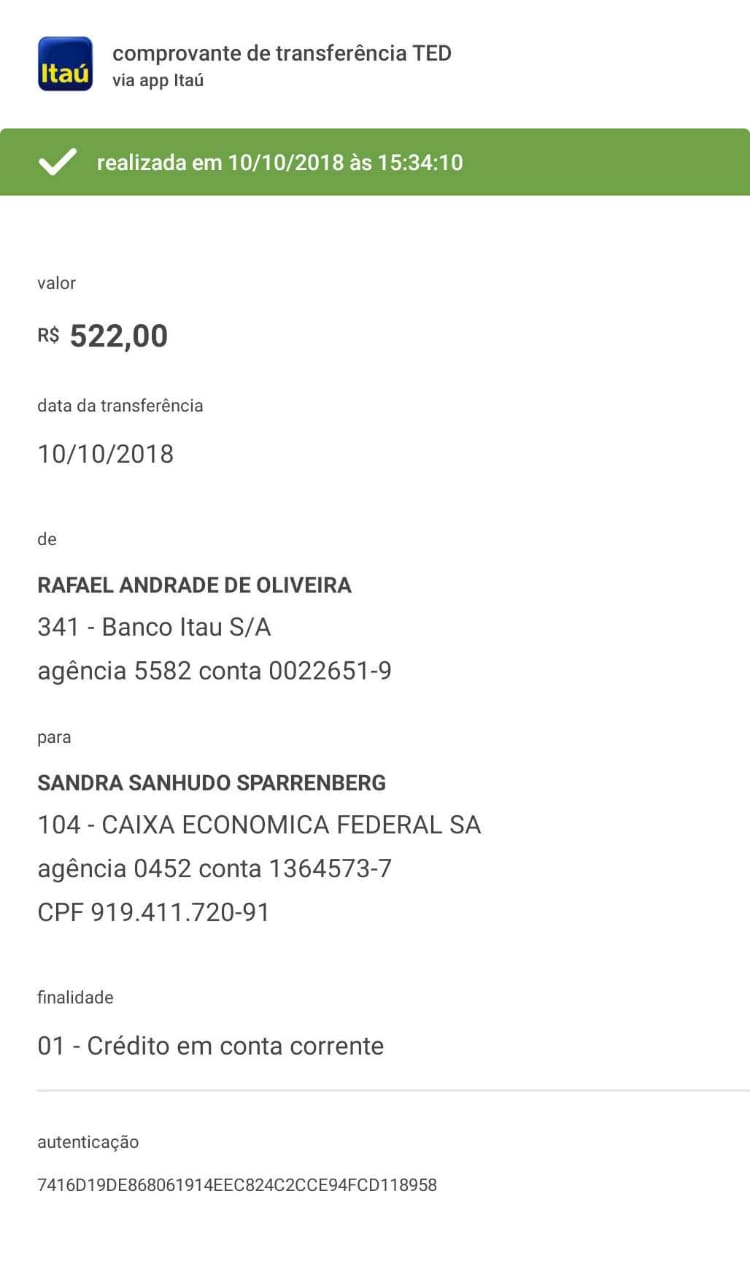 Itaú
comprovante de transferência TED
via app Itaú
realizada em 10/10/2018 às 15:34:10
valor
R$ 522,00
data da transferência
10/10/2018
de
RAFAEL ANDRADE DE OLIVEIRA
341 - Banco Itau S/A
agência 5582 conta 0022651-9
para
SANDRA SANHUDO SPARRENBERG
104 - CAIXA ECONOMICA FEDERAL SA
agência 0452 conta 1364573-7
CPF 919.411.720-91
finalidade
01 - Crédito em conta corrente
autenticação
7416D19DE868061914EEC824C2CCE94FCD118958